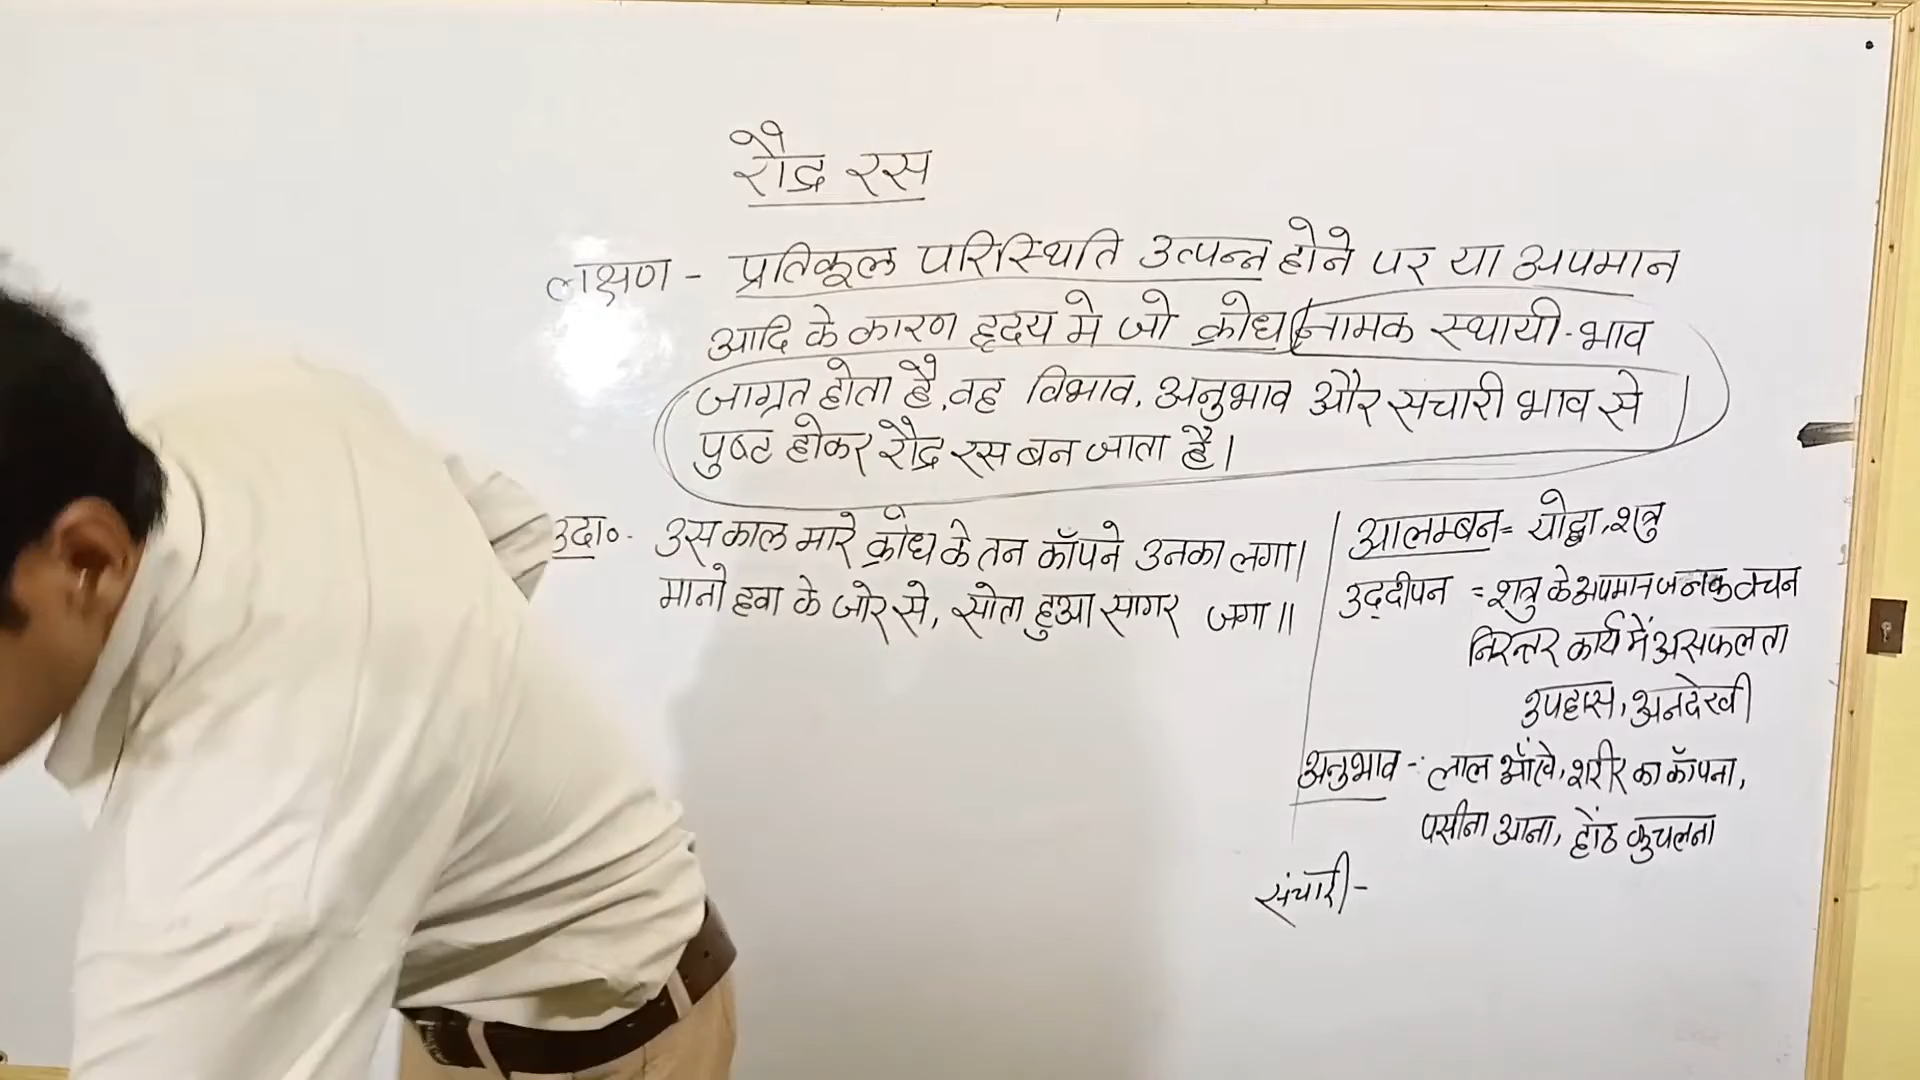 रौद्र रस
लक्षण - प्रतिकूल परिस्थिति उत्पन्न होने पर या अपमान
आदि के कारण हृदय मे जो क्रोध नामक स्थायी-भाव
जाग्रत होता है, वह विभाव, अनुभाव और सचारी भाव से
पुष्ट होकर रौद्र रस बन जाता है।
उदा०- उस काल मारे क्रोध के तन काँपने उनका लगा।
मानो हवा के जोर से, सोता हुआ सागर जगा॥
आलम्बन = योद्धा, शत्रु
उद्‌दीपन = शत्रु के अपमानजनक वचन
निरन्तर कार्य में असफलता
उपहास, अनदेखी
अनुभाव - लाल आँखे, शरीर का काँपना,
पसीना आना, होंठ कुचलना
संचारी -